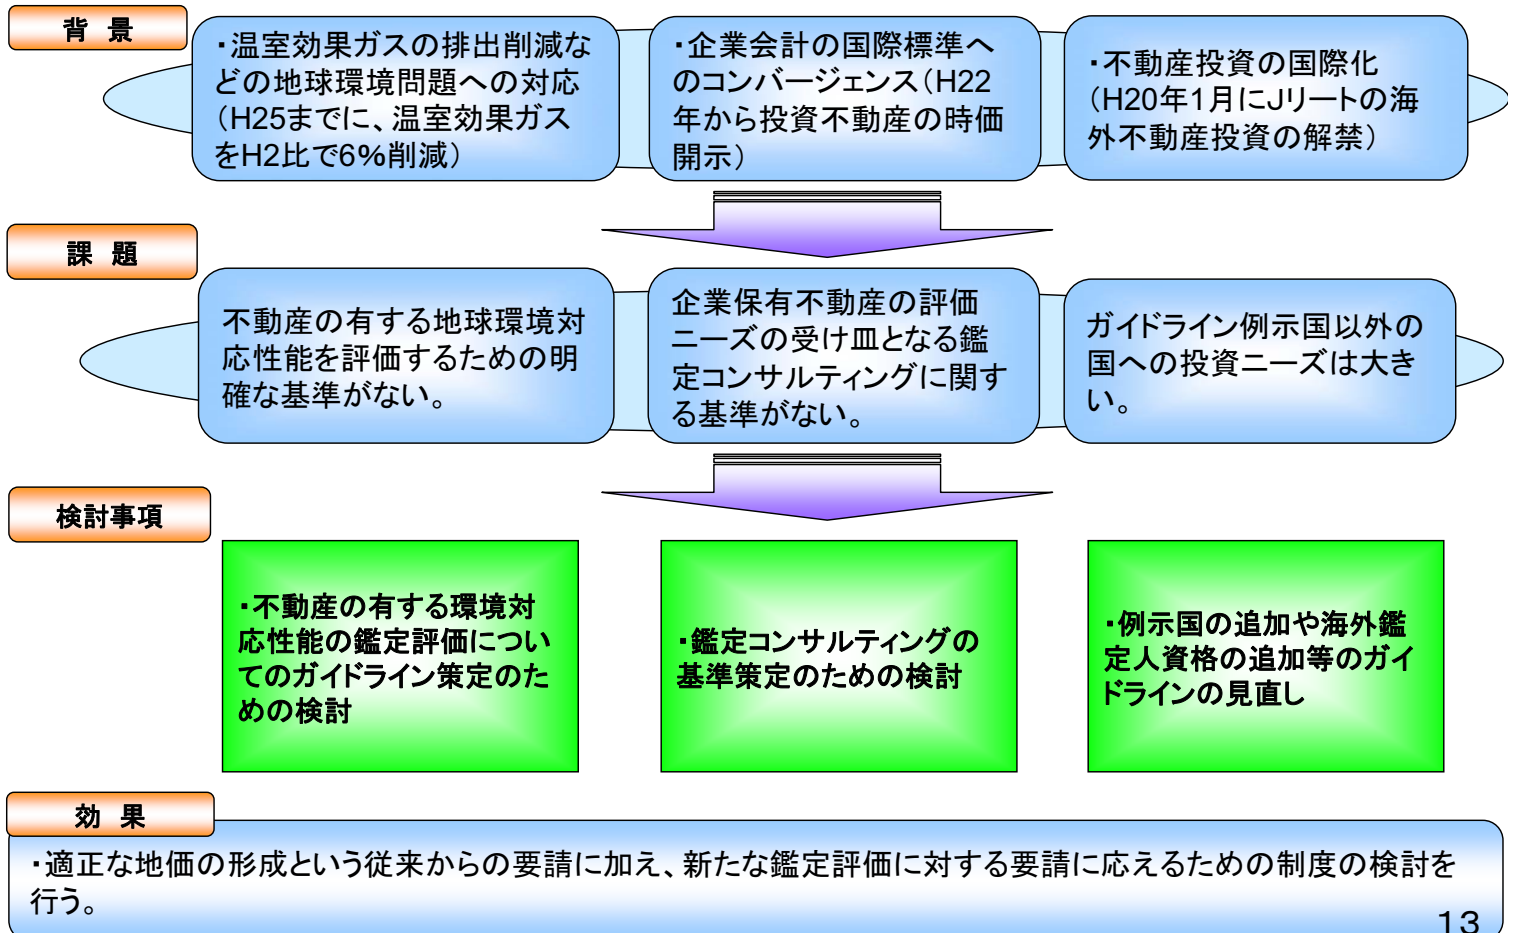 背 景
・温室効果ガスの排出削減な
どの地球環境問題への対応
（H25までに、温室効果ガス
をH2比で6%削減）
・企業会計の国際標準へ
のコンバージェンス（H22
年から投資不動産の時価
開示）
・不動産投資の国際化
（H20年1月にJリートの海
外不動産投資の解禁）
課 題
不動産の有する地球環境対
応性能を評価するための明
確な基準がない。
企業保有不動産の評価
ニーズの受け皿となる鑑
定コンサルティングに関す
る基準がない。
ガイドライン例示国以外の
国への投資ニーズは大き
い。
検討事項
・不動産の有する環境対
応性能の鑑定評価につい
てのガイドライン策定のた
めの検討
・鑑定コンサルティングの
基準策定のための検討
・例示国の追加や海外鑑
定人資格の追加等のガイ
ドラインの見直し
効 果
・適正な地価の形成という従来からの要請に加え、新たな鑑定評価に対する要請に応えるための制度の検討を
行う。
13